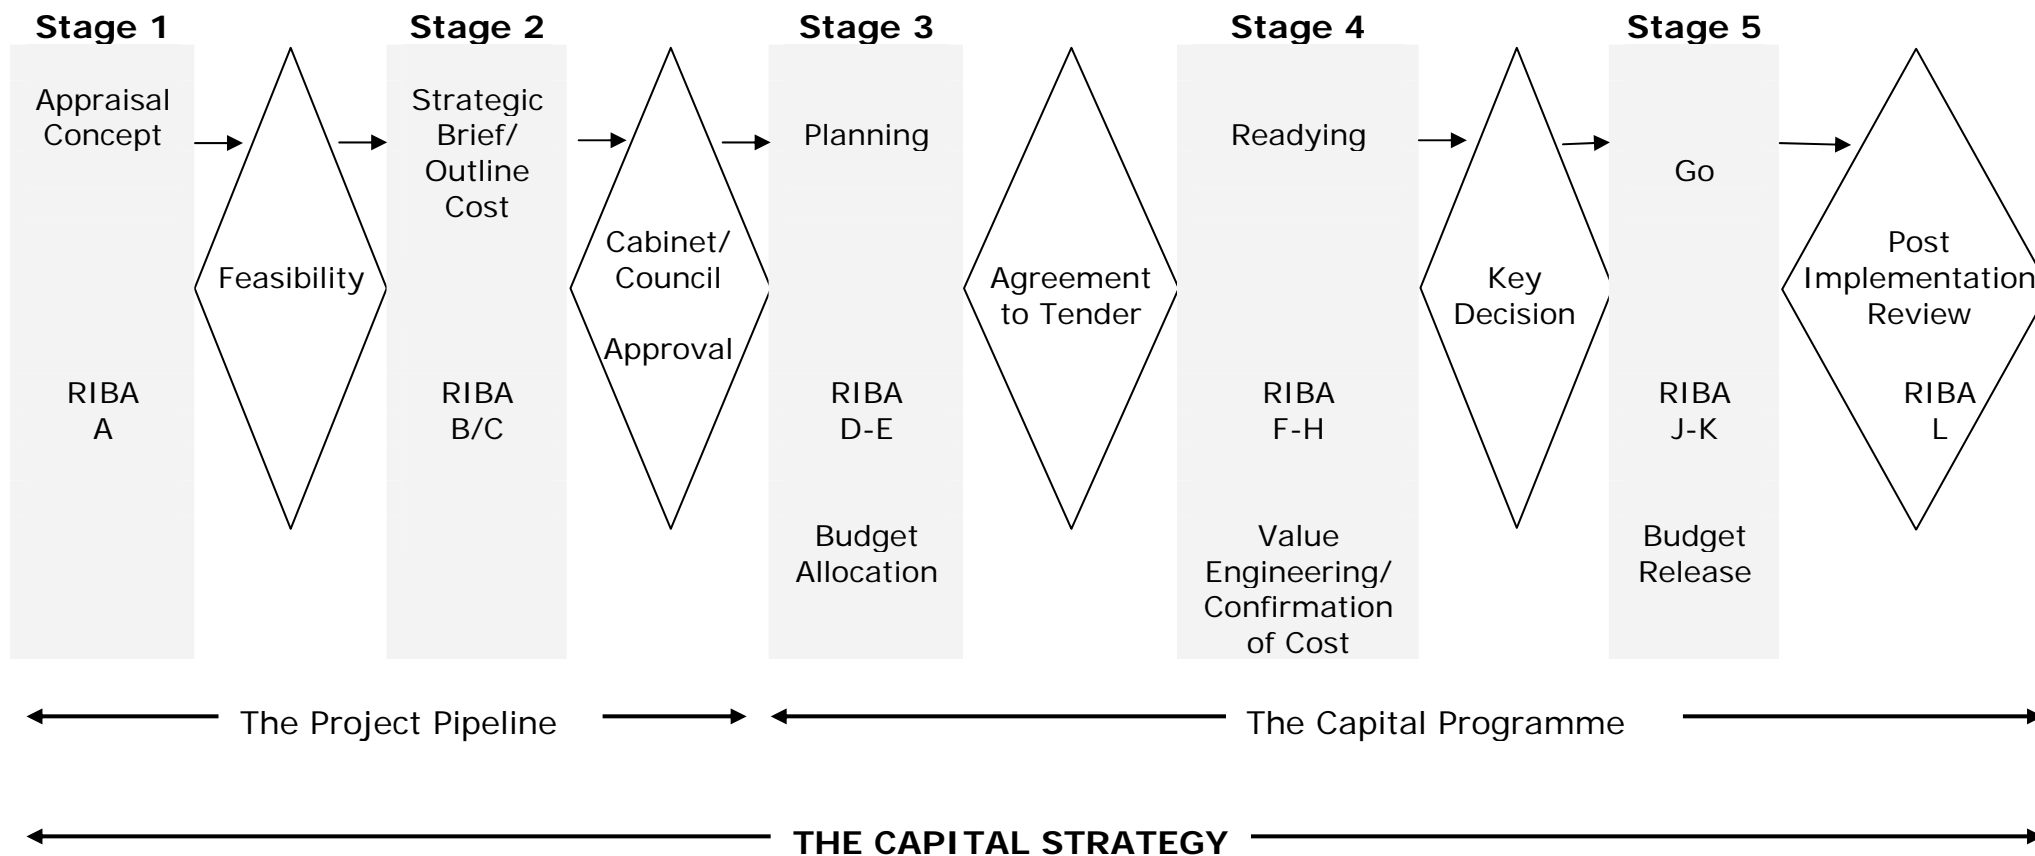 Stage 1
Stage 2
Stage 3
Stage 4
Stage 5
Appraisal
Concept
RIBA
A
Feasibility
Strategic
Brief/
Outline
Cost
RIBA
B/C
Cabinet/
Council
Approval
Planning
RIBA
D-E
Budget
Allocation
Agreement
to Tender
Readying
RIBA
F-H
Value
Engineering/
Confirmation
of Cost
Key
Decision
Go
RIBA
J-K
Budget
Release
Post
Implementation
Review
RIBA
L
The Project Pipeline
The Capital Programme
THE CAPITAL STRATEGY